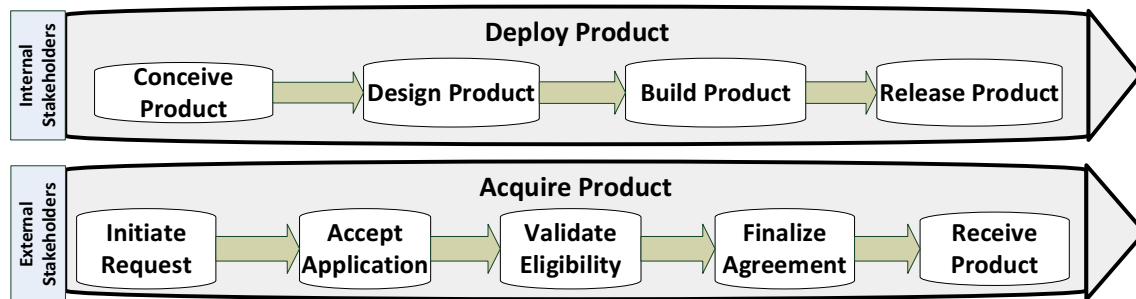 Internal
Stakeholders
Deploy Product
Conceive
Product
Design Product
Build Product
Release Product
External
Stakeholders
Acquire Product
Initiate
Request
Accept
Application
Validate
Eligibility
Finalize
Agreement
Receive
Product